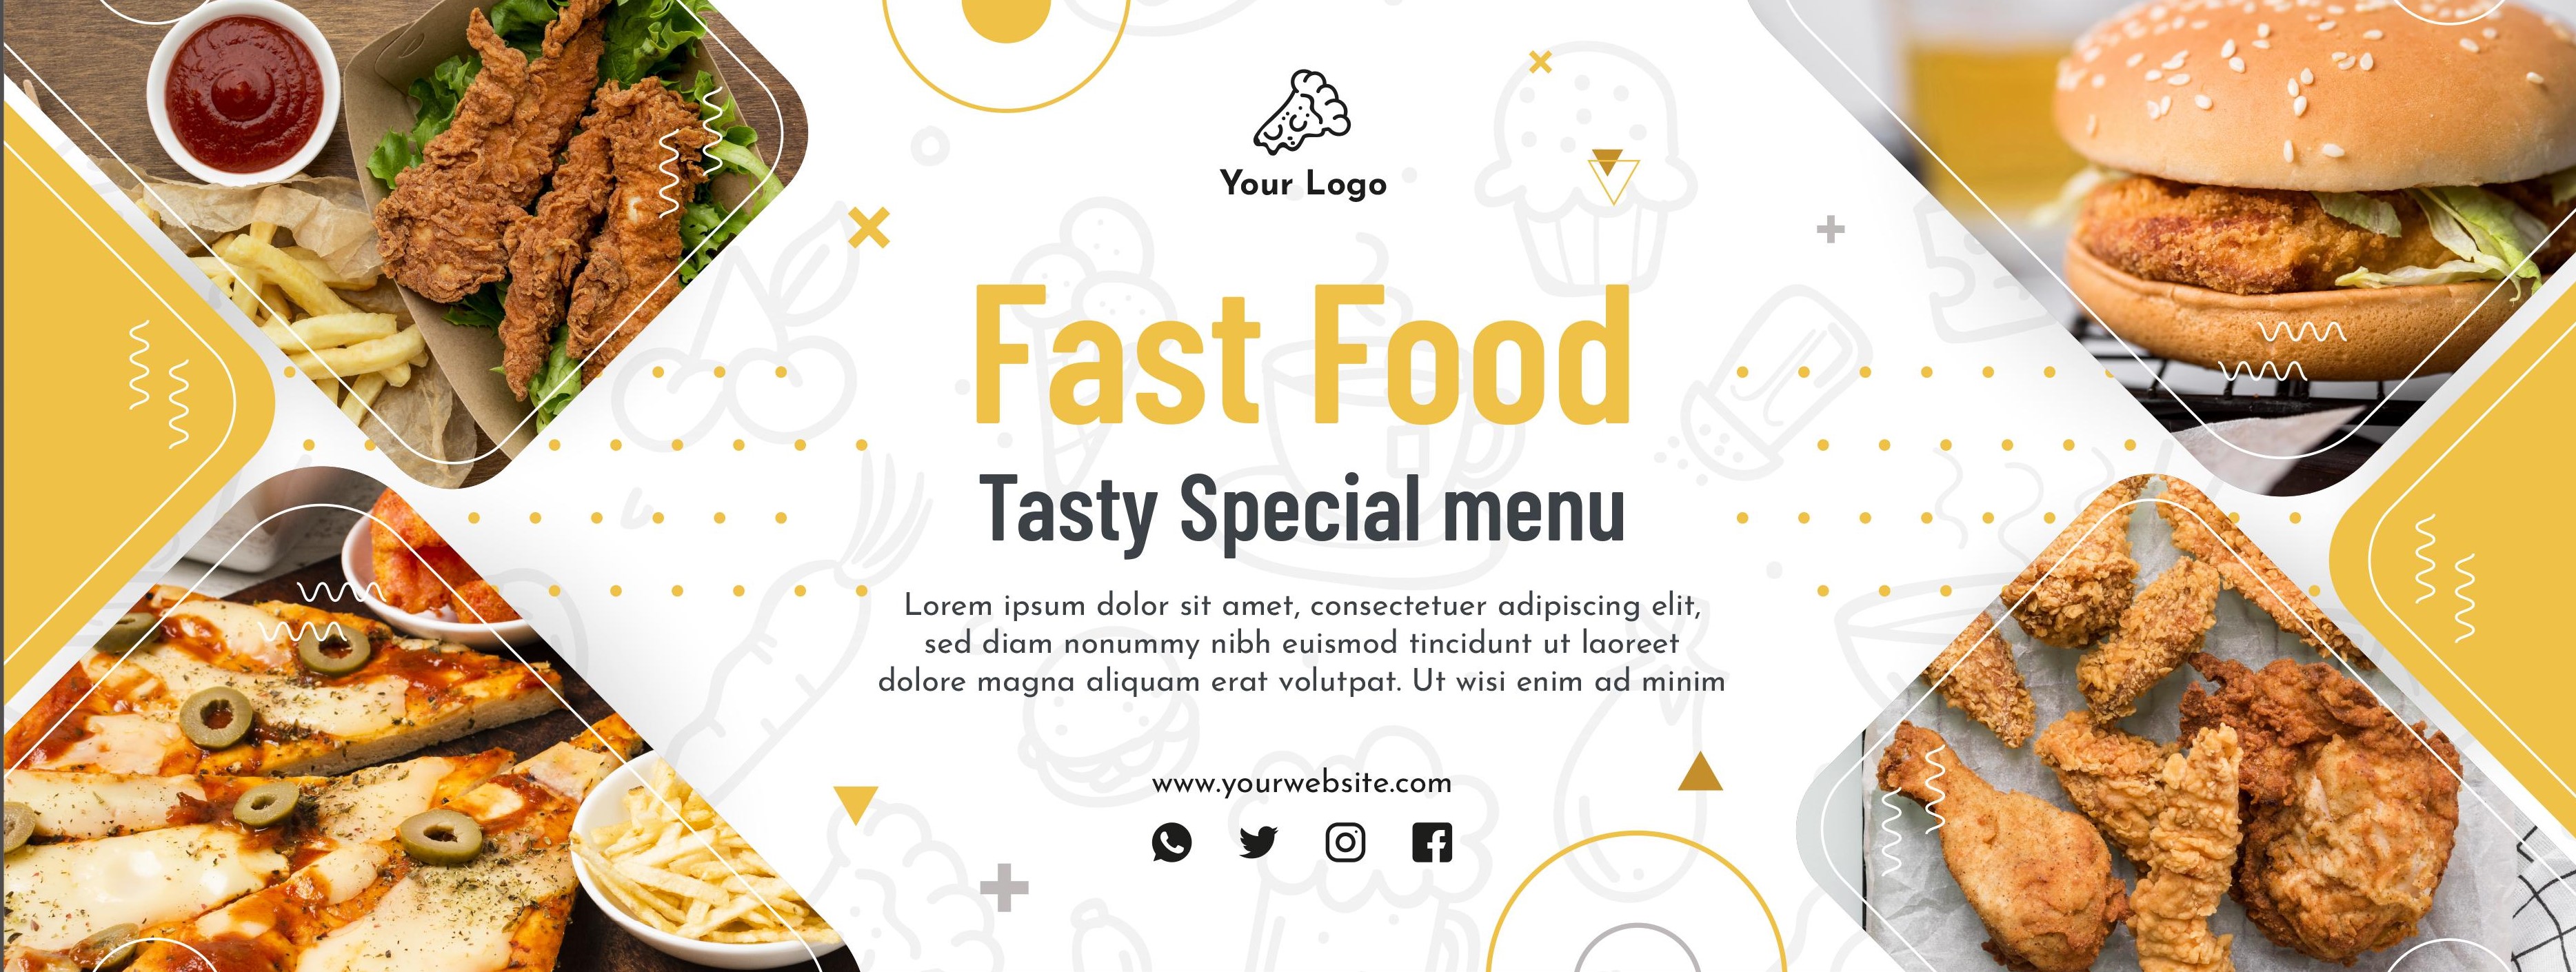 Your Logo
Fast Food
Tasty Special menu
Lorem ipsum dolor sit amet, consectetuer adipiscing elit,
sed diam nonummy nibh euismod tincidunt ut laoreet
dolore magna aliquam erat volutpat. Ut wisi enim ad minim
www.yourwebsite.com